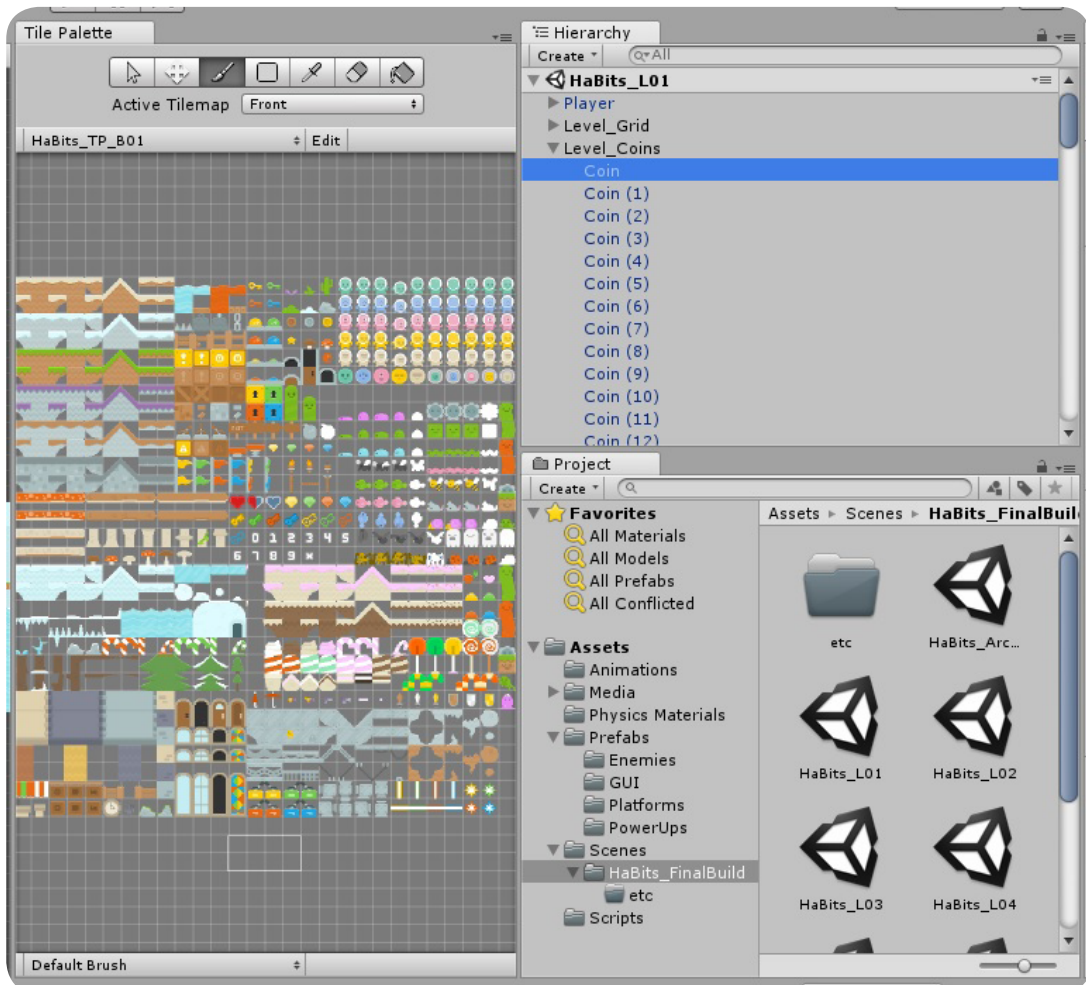 Tile Palette
Active Tilemap Front
HaBits_TP_B01 Edit
0 1 2 3 4 5
6 7 8 9 ×
Default Brush
Hierarchy
Create All
HaBits_L01
Player
Level_Grid
Level_Coins
Coin
Coin (1)
Coin (2)
Coin (3)
Coin (4)
Coin (5)
Coin (6)
Coin (7)
Coin (8)
Coin (9)
Coin (10)
Coin (11)
Coin (12)
Project
Create
Favorites
All Materials
All Models
All Prefabs
All Conflicted
Assets
Animations
Media
Physics Materials
Prefabs
Enemies
GUI
Platforms
PowerUps
Scenes
HaBits_FinalBuild
etc
Scripts
Assets Scenes HaBits_FinalBuil
etc HaBits_Arc...
HaBits_L01 HaBits_L02
HaBits_L03 HaBits_L04